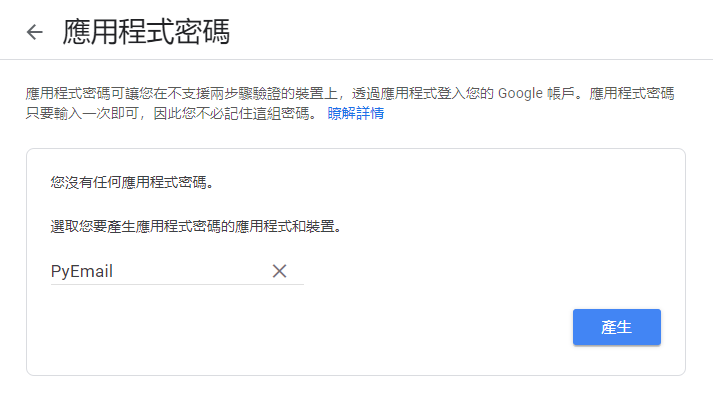 應用程式密碼
應用程式密碼可讓您在不支援兩步驟驗證的裝置上，透過應用程式登入您的 Google 帳戶。應用程式密碼
只要輸入一次即可，因此您不必記住這組密碼。 瞭解詳情
您沒有任何應用程式密碼。
選取您要產生應用程式密碼的應用程式和裝置。
PyEmail
產生